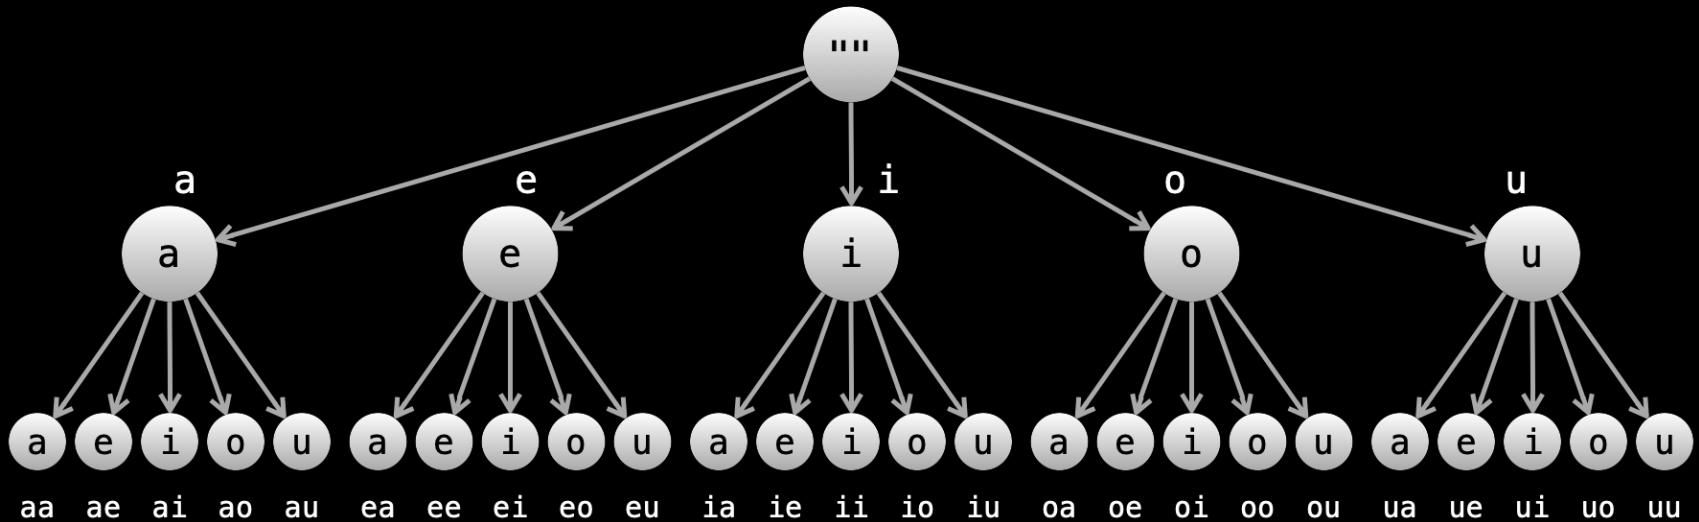 ""
a e i o u
a e i o u
a e i o u a e i o u a e i o u a e i o u a e i o u
aa ae ai ao au ea ee ei eo eu ia ie ii io iu oa oe oi oo ou ua ue ui uo uu